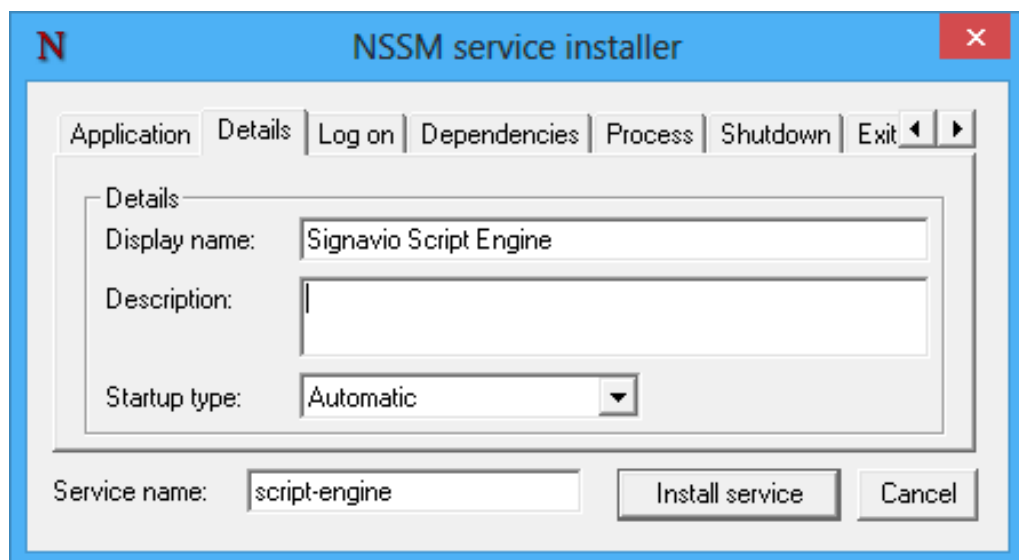 N NSSM service installer
Application Details Log on Dependencies Process Shutdown Exit
Details
Display name: Signavio Script Engine
Description:
Startup type: Automatic
Service name: script-engine Install service Cancel